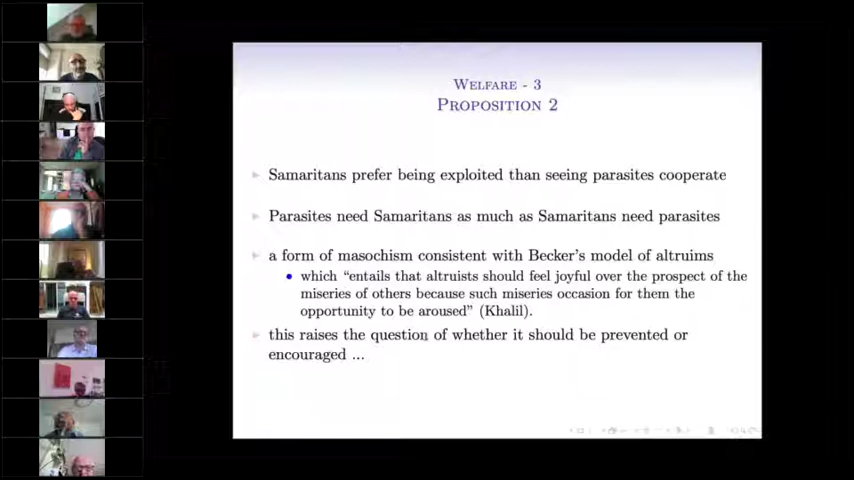 WELFARE - 3
PROPOSITION 2
Samaritans prefer being exploited than seeing parasites cooperate
Parasites need Samaritans as much as Samaritans need parasites
a form of masochism consistent with Becker's model of altruims
which “entails that altruists should feel joyful over the prospect of the
miseries of others because such miseries occasion for them the
opportunity to be aroused” (Khalil).
this raises the question of whether it should be prevented or
encouraged ...